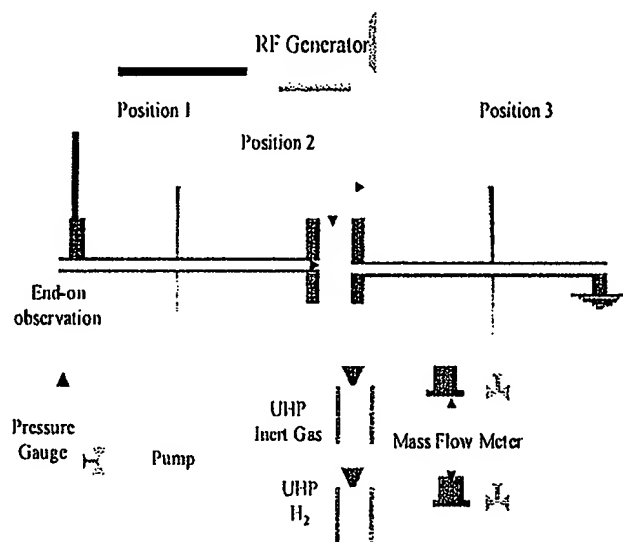 RF Generator
Position 1
Position 2
Position 3
End-on
observation
Pressure
Gauge
Pump
UHP
Inert Gas
Mass Flow Meter
UHP
H₂